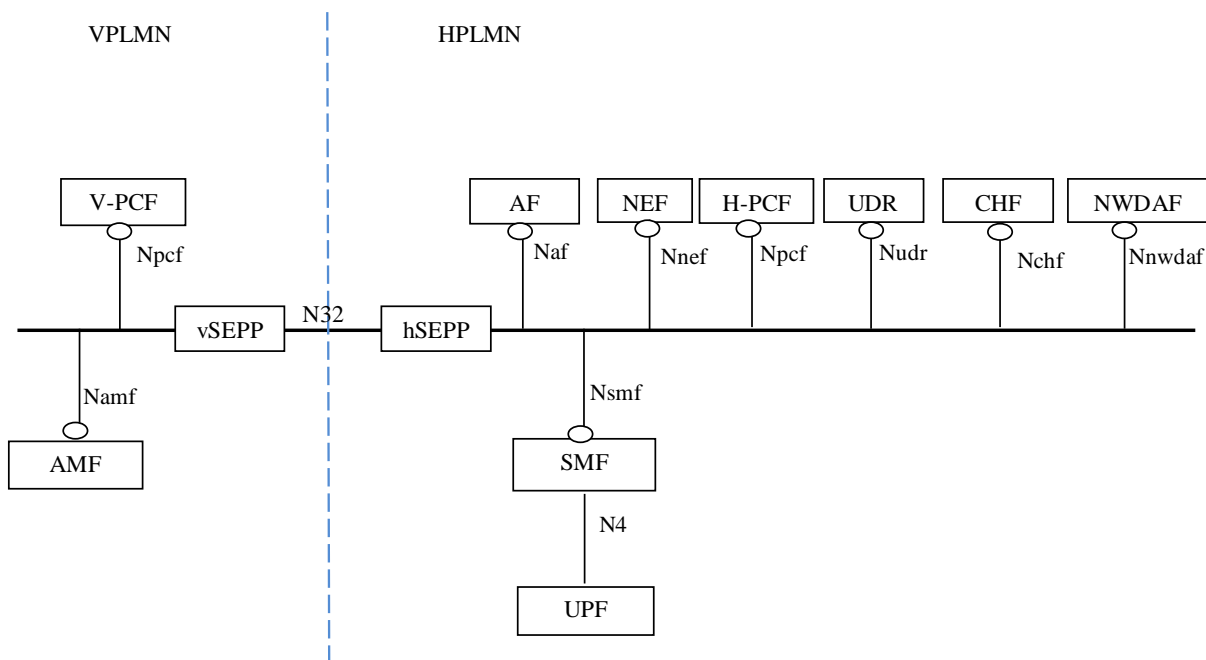 VPLMN
HPLMN
V-PCF
AF
NEF
H-PCF
UDR
CHF
NWDAF
Npcf
Naf
Nnef
Npcf
Nudr
Nchf
Nnwdaf
N32
vSEPP
hSEPP
Namf
Nsmf
AMF
SMF
N4
UPF